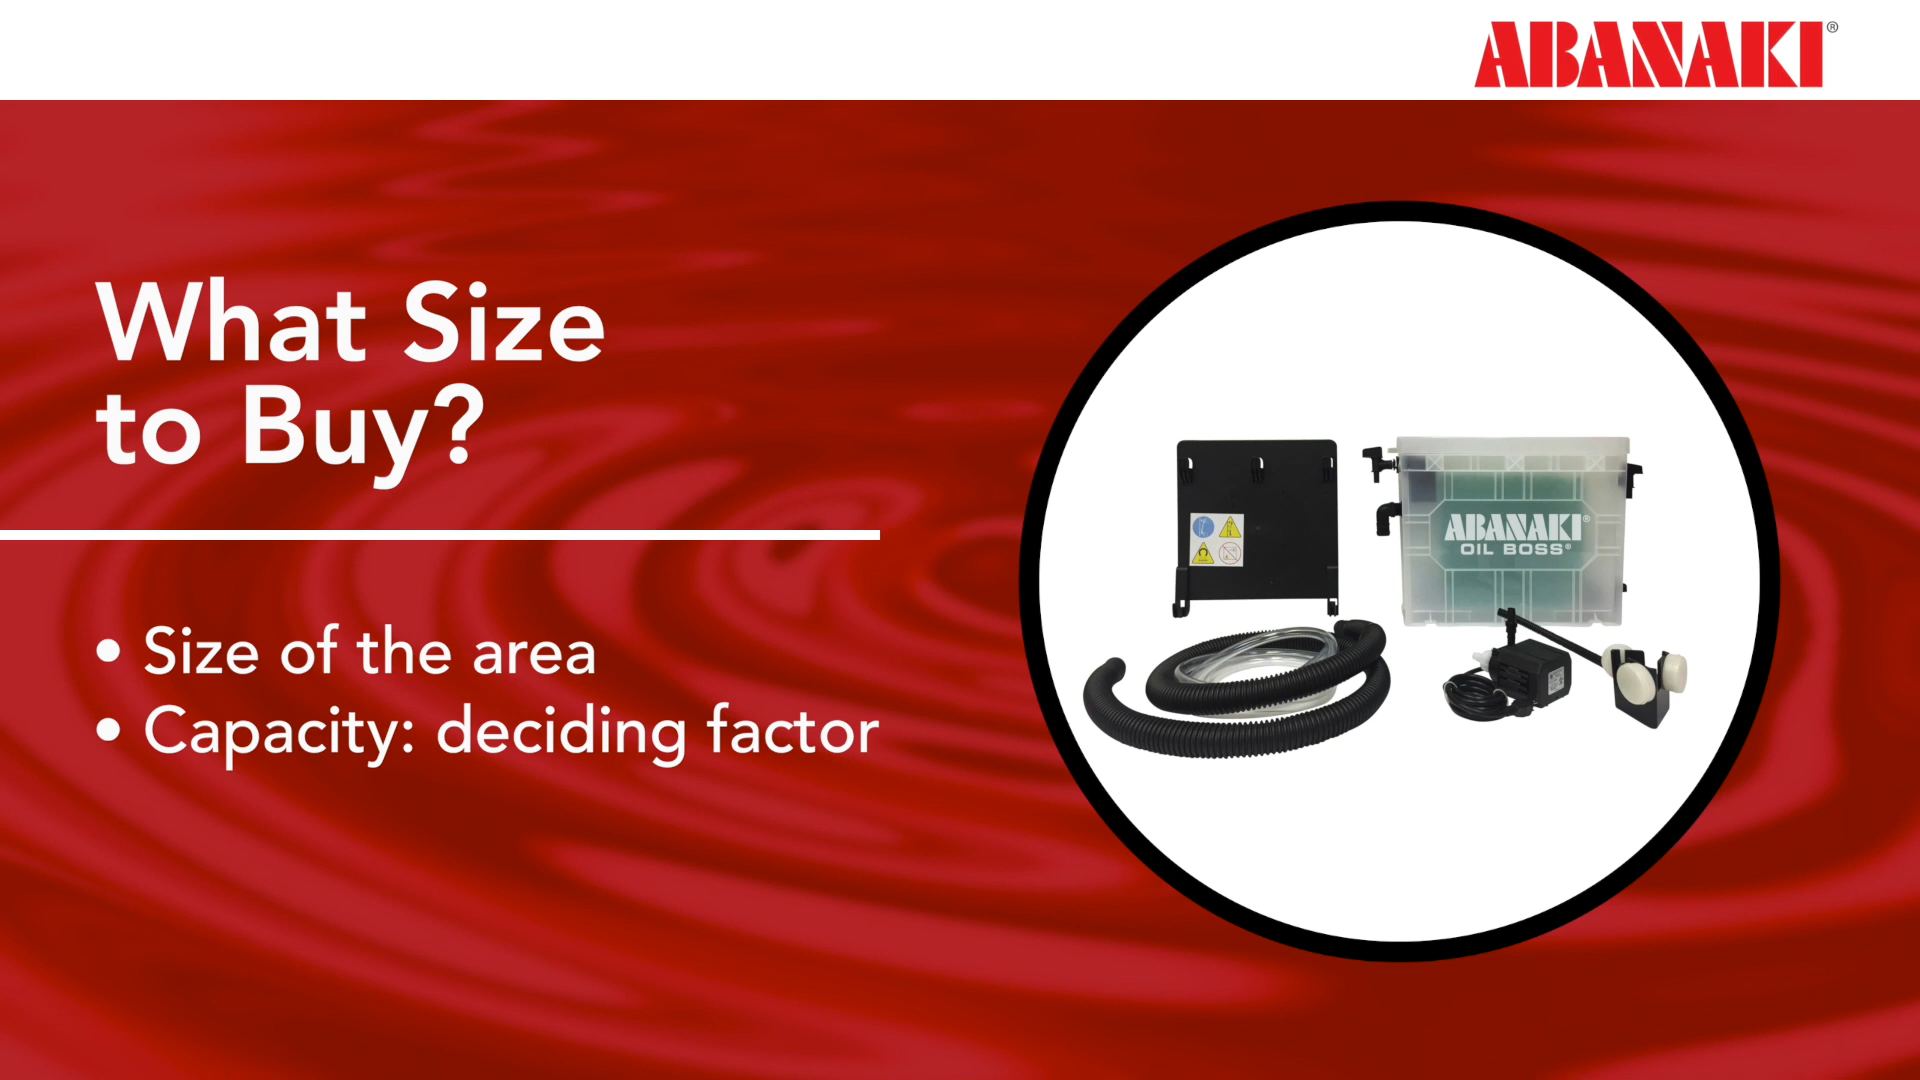 ABANAKI®
What Size
to Buy?
• Size of the area
• Capacity: deciding factor
ABANAKI®
OIL BOSS®